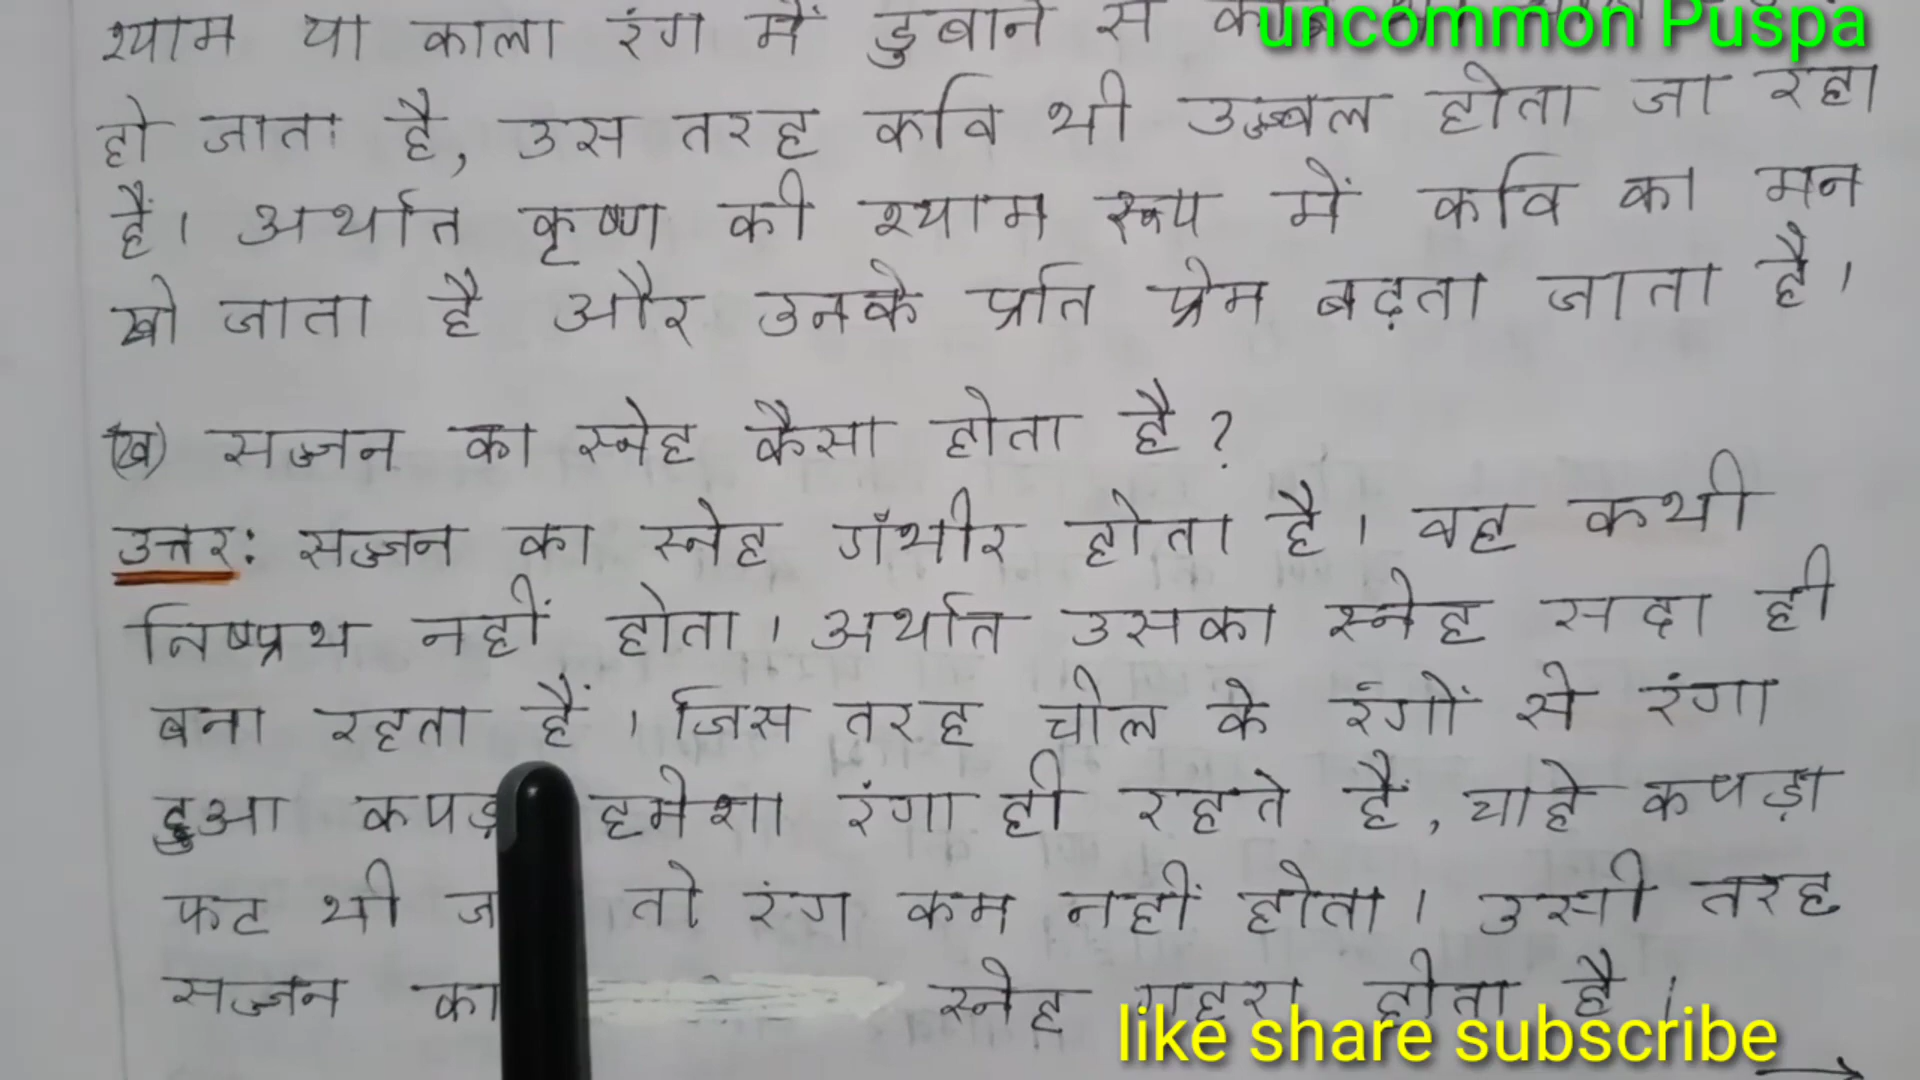 श्याम या काला रंग में डुबाने से
uncommon Puspa
हो जाता है, उस तरह कवि भी उज्ज्वल होता जा रहा
हैं। अर्थात कृष्ण की श्याम रूप में कवि का मन
खो जाता है और उनके प्रति प्रेम बढ़ता जाता है।
(ख) सज्जन का स्नेह कैसा होता है?
उत्तर: सज्जन का स्नेह गँभीर होता है। वह कभी
निष्प्रभ नहीं होता। अर्थात उसका स्नेह सदा ही
बना रहता हैं। जिस तरह चोल के रंगों से रंगा
हुआ कपड़ हमेशा रंगा ही रहते हैं, चाहे कपड़ा
फट भी तो रंग कम नहीं होता। उसी तरह
सज्जन का स्नेह गहरा होता है।
like share subscribe